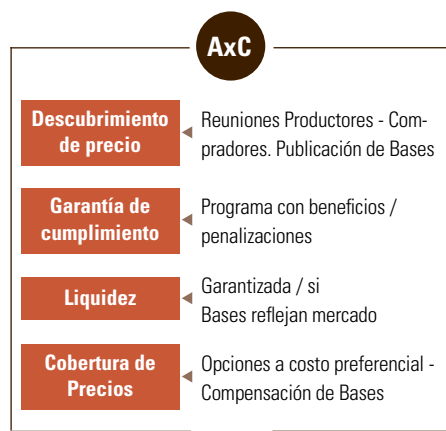 AxC
Descubrimiento
de precio
Reuniones Productores - Com-
pradores. Publicación de Bases
Garantía de
cumplimiento
Programa con beneficios /
penalizaciones
Liquidez
Garantizada / si
Bases reflejan mercado
Cobertura de
Precios
Opciones a costo preferencial -
Compensación de Bases